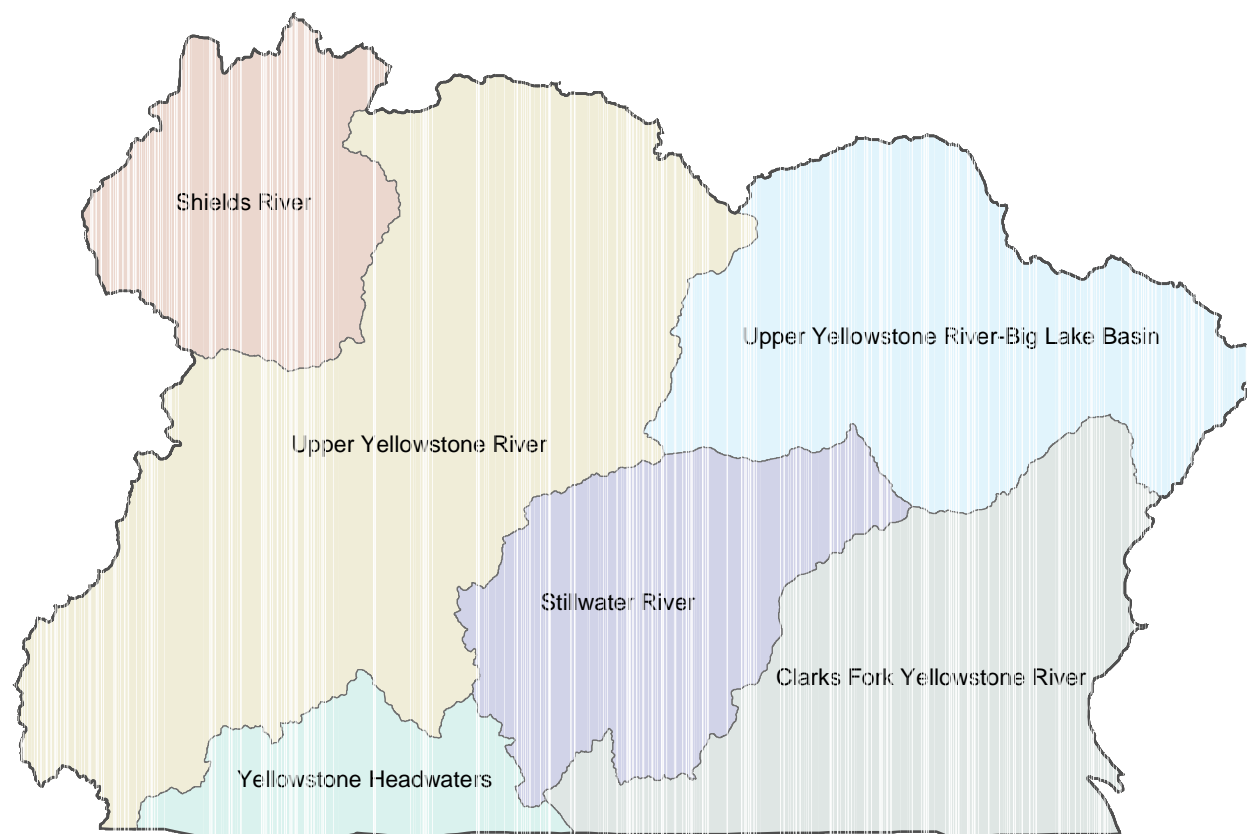 Shields River
Upper Yellowstone River-Big Lake Basin
Upper Yellowstone River
Stillwater River
Clarks Fork Yellowstone River
Yellowstone Headwaters